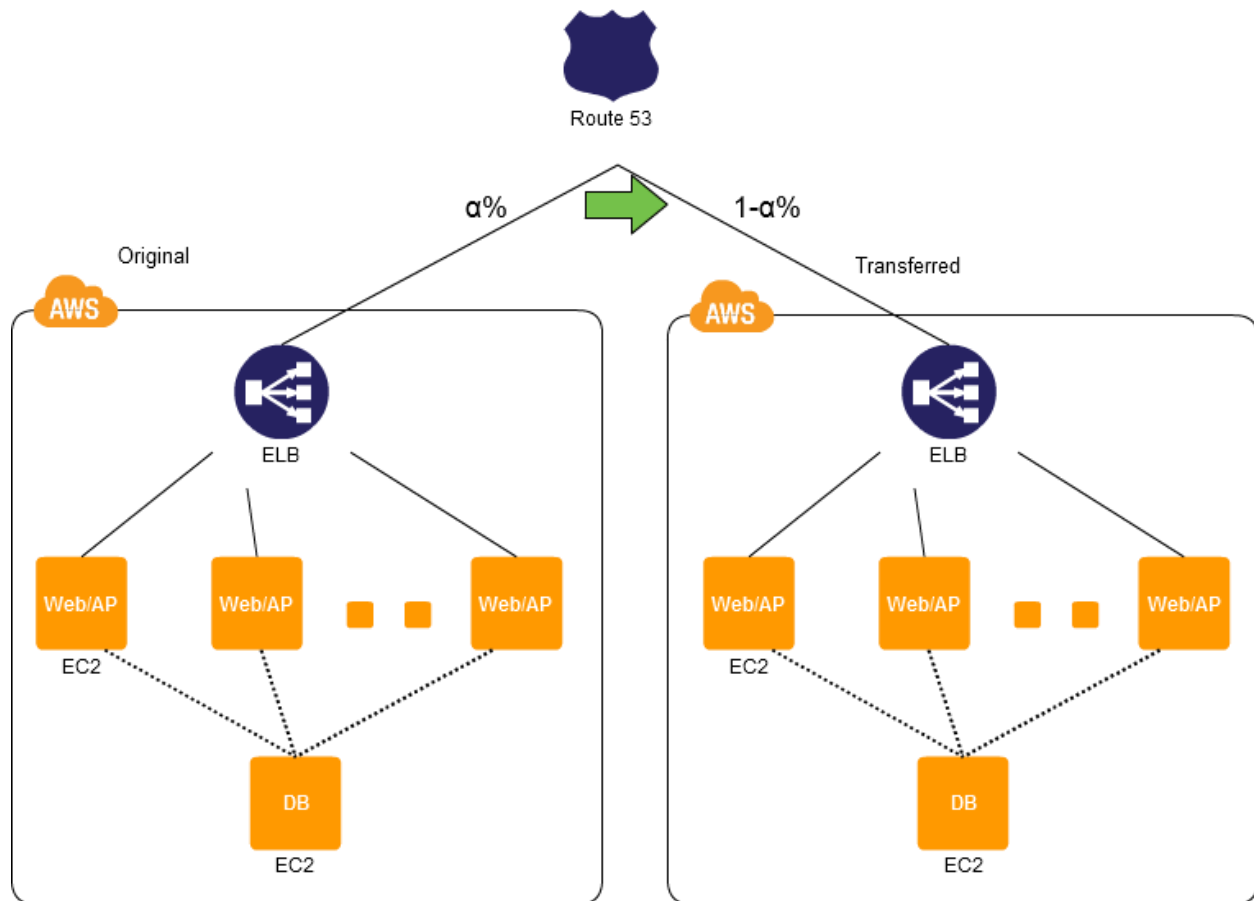 Route 53
α%
1-α%
Original
Transferred
AWS
AWS
ELB
ELB
Web/AP
Web/AP
Web/AP
Web/AP
Web/AP
Web/AP
EC2
EC2
DB
DB
EC2
EC2